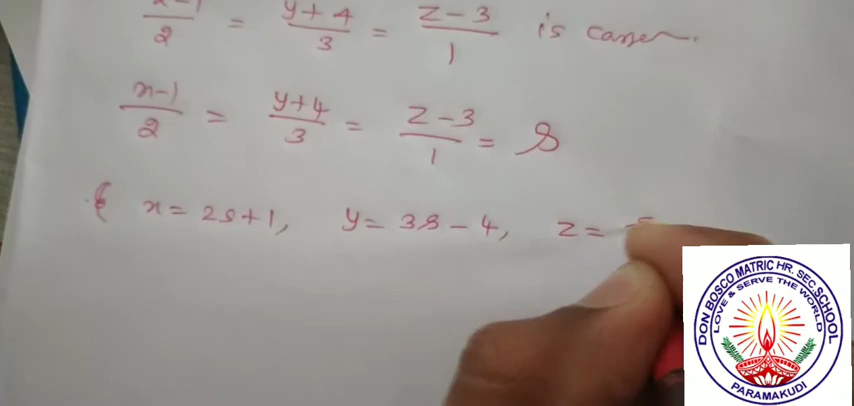 x-1/2 = y+4/3 = z-3/1 is
x-1/2 = y+4/3 = z-3/1 = s
x = 2s+1, y = 3s-4, z =
DON BOSCO MATRIC HR. SEC. SCHOOL
LOVE & SERVE THE WORLD
PARAMAKUDI